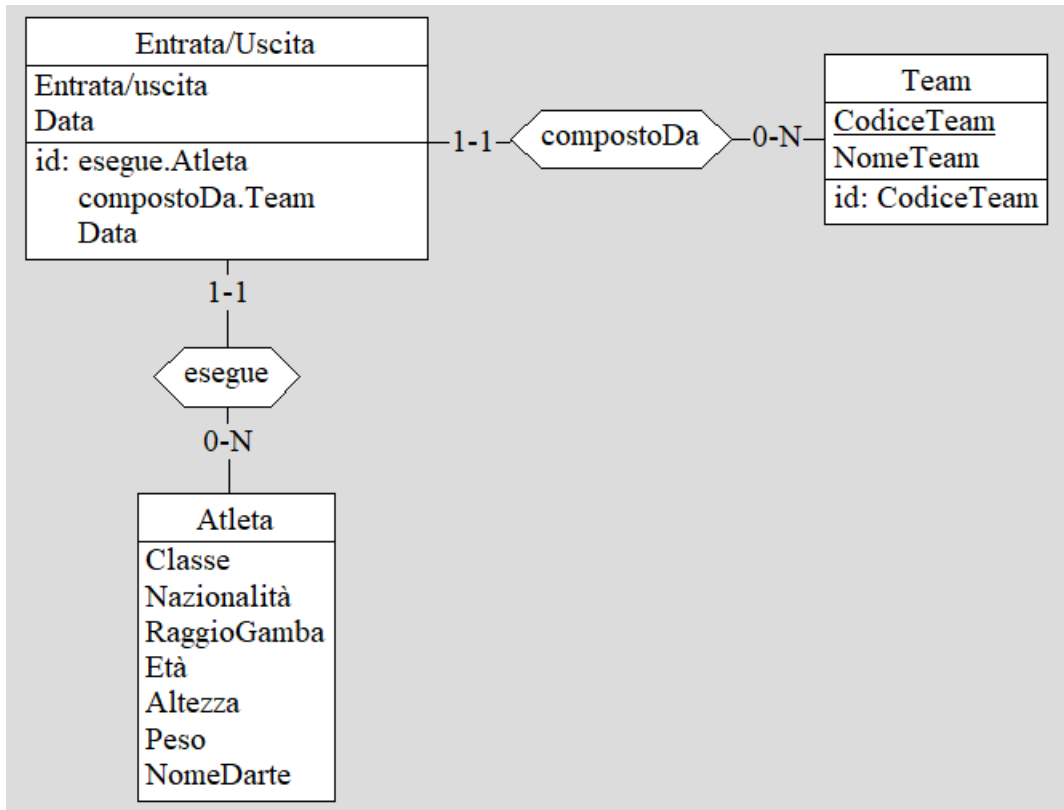 Entrata/Uscita
Entrata/uscita
Data
id: esegue.Atleta
compostoDa.Team
Data
1-1
compostoDa
0-N
Team
CodiceTeam
NomeTeam
id: CodiceTeam
1-1
esegue
0-N
Atleta
Classe
Nazionalità
RaggioGamba
Età
Altezza
Peso
NomeDarte